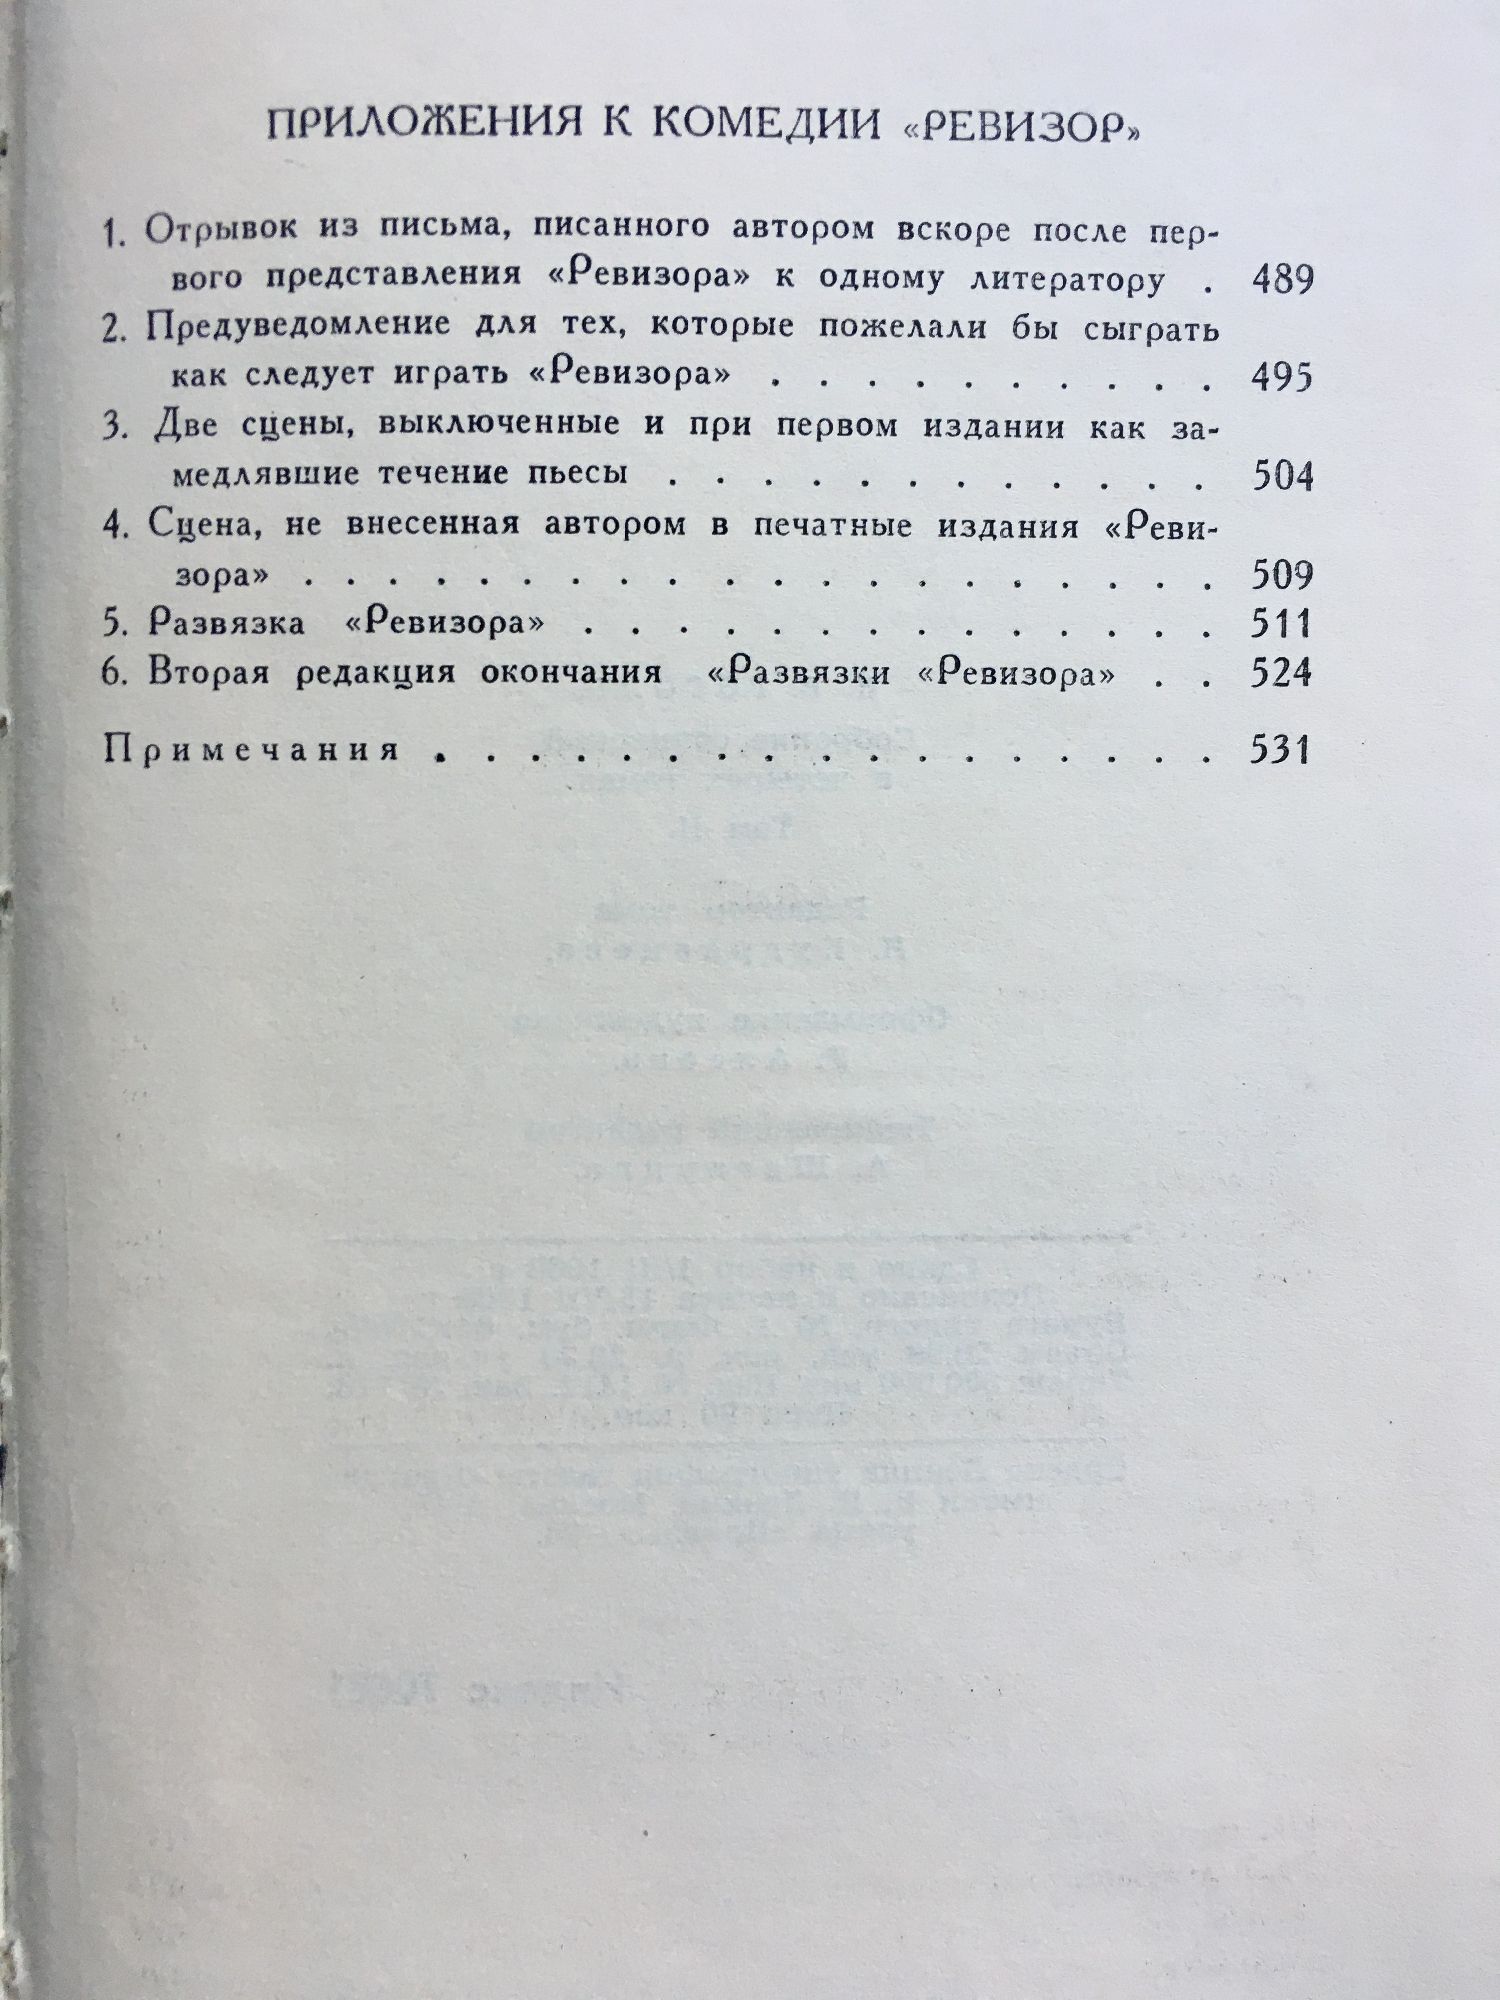 ПРИЛОЖЕНИЯ К КОМЕДИИ «РЕВИЗОР»
1. Отрывок из письма, писанного автором вскоре после пер-
вого представления «Ревизора» к одному литератору . 489
2. Предуведомление для тех, которые пожелали бы сыграть
как следует играть «Ревизора» . . . . . . . . . . 495
3. Две сцены, выключенные и при первом издании как за-
медлявшие течение пьесы . . . . . . . . . . . . 504
4. Сцена, не внесенная автором в печатные издания «Реви-
зора» . . . . . . . . . . . . . . . . . . . 509
5. Развязка «Ревизора» . . . . . . . . . . . . . . 511
6. Вторая редакция окончания «Развязки «Ревизора» . . 524
Примечания . . . . . . . . . . . . . . . . . 531